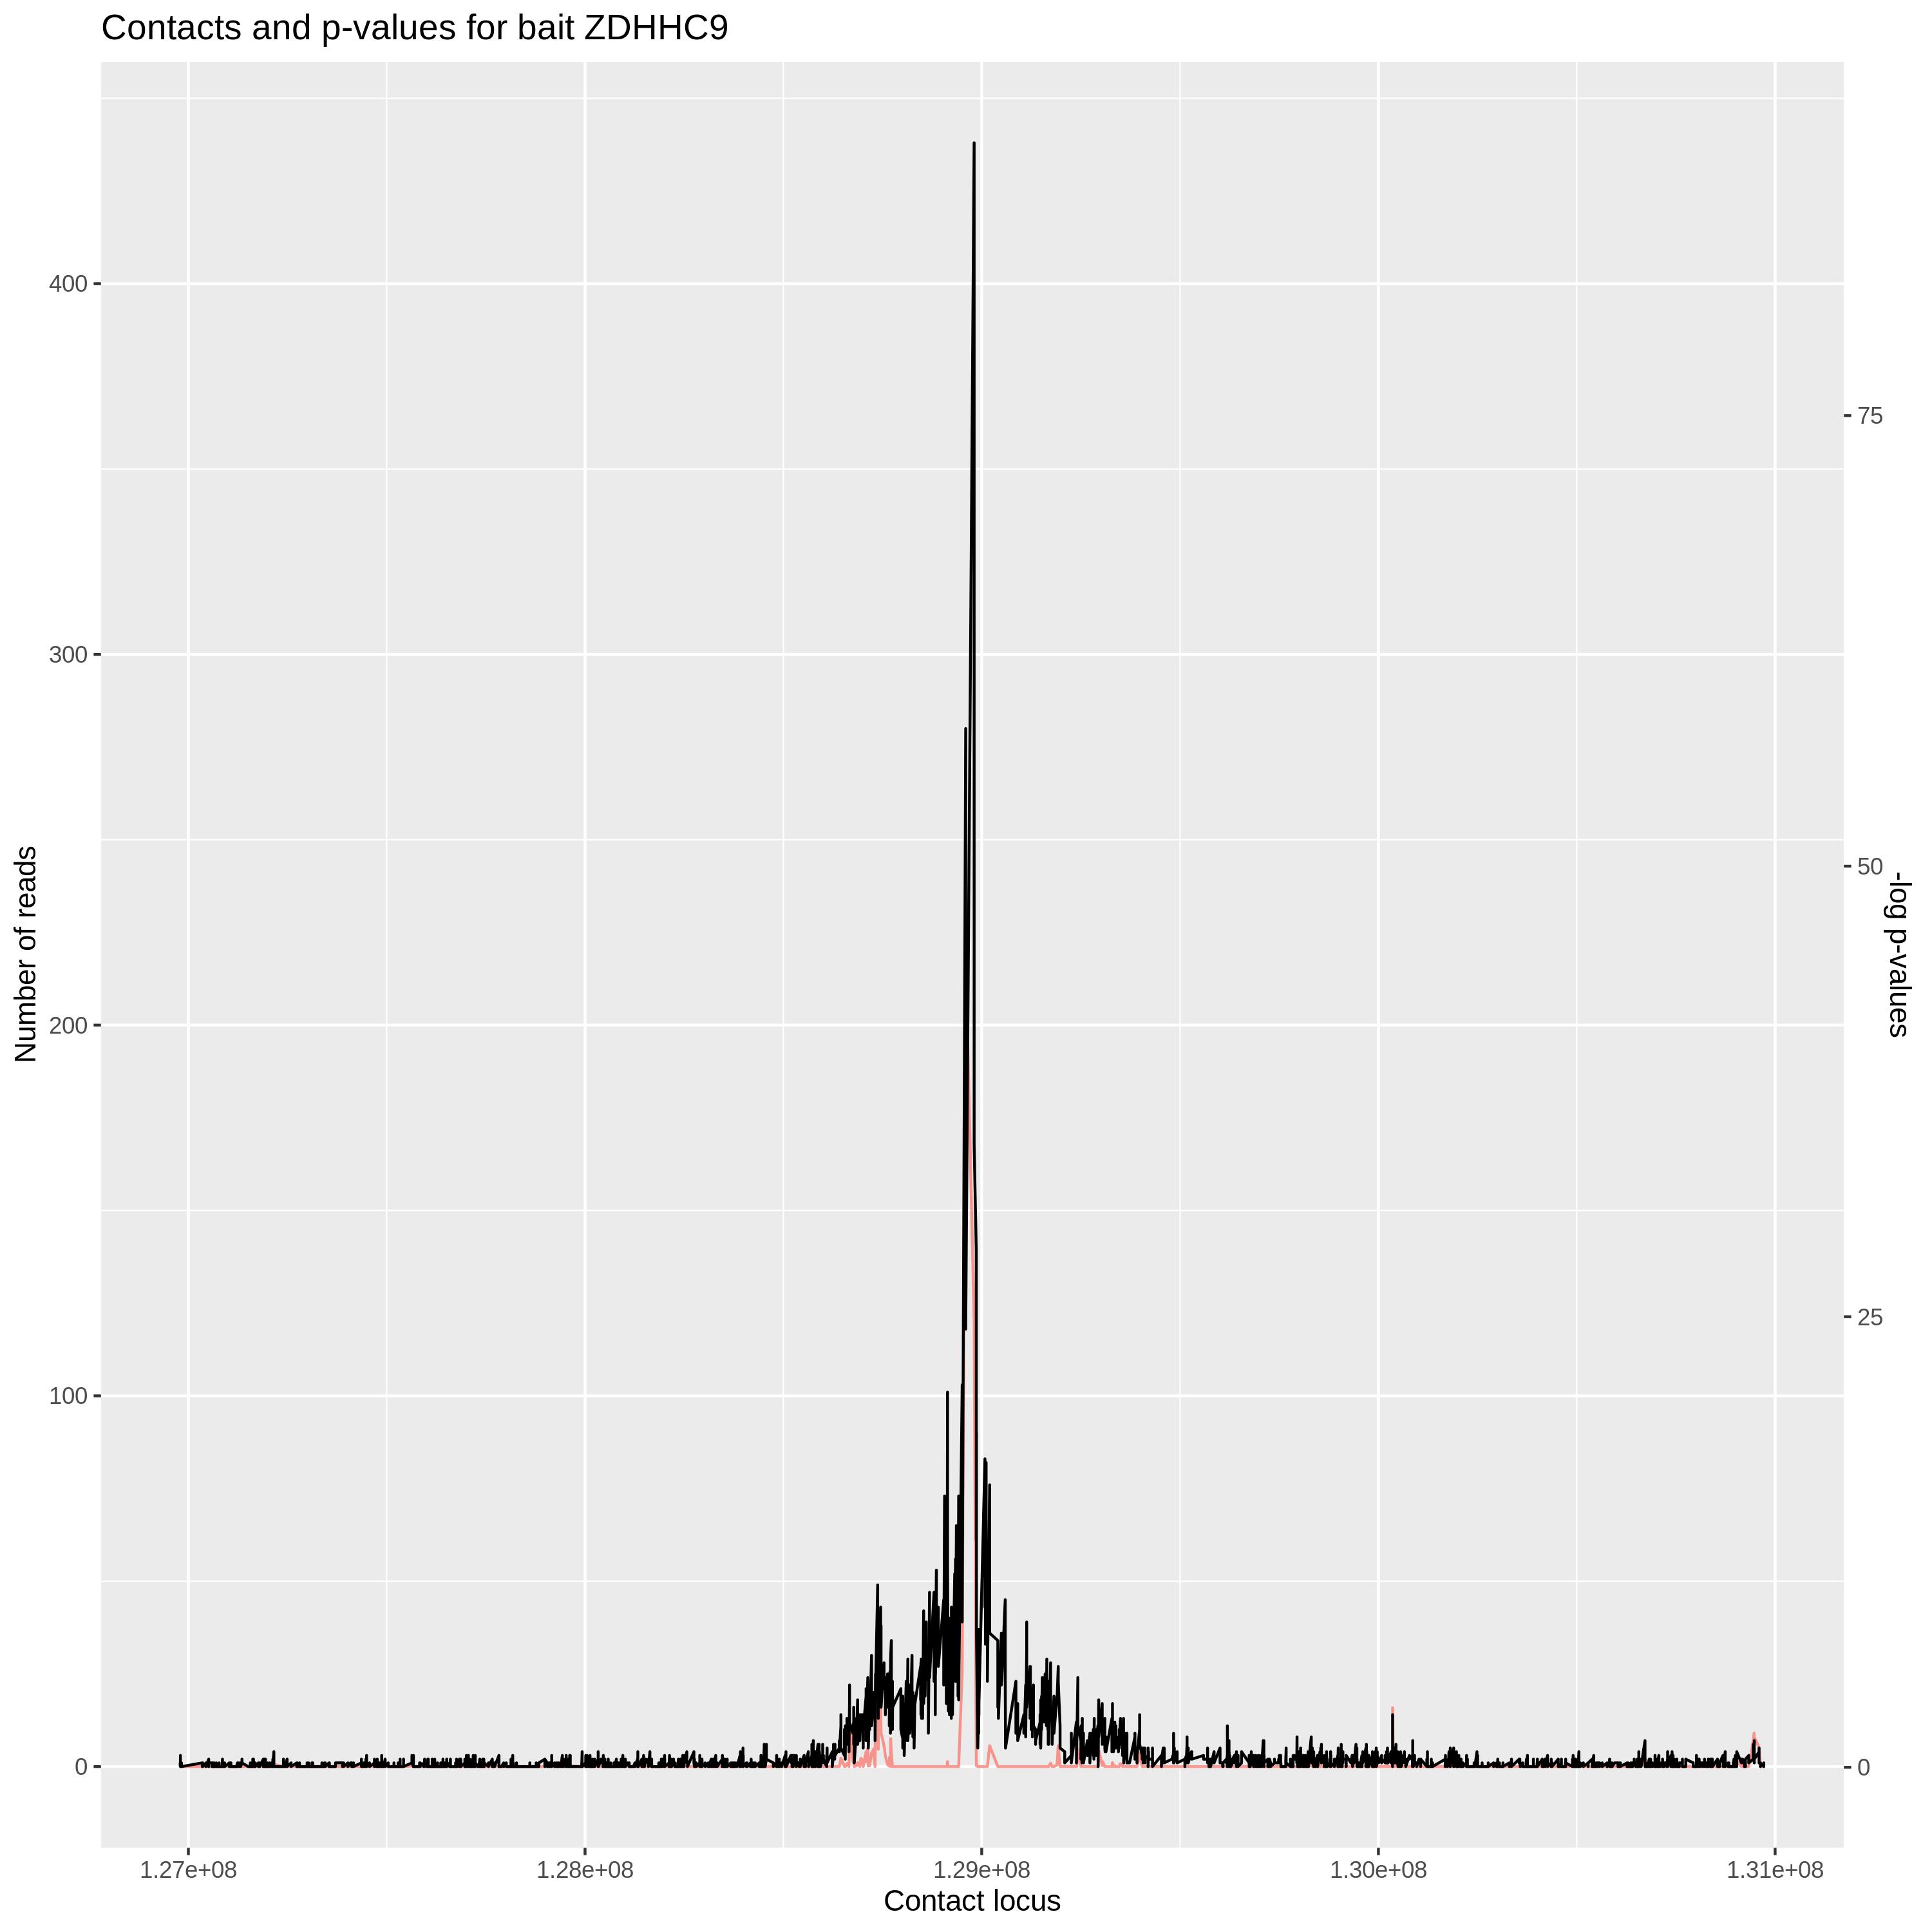 Contacts and p-values for bait ZDHHC9
400
300
200
100
0
Number of reads
75
50
25
0
-log p-values
1.27e+08 1.28e+08 1.29e+08 1.30e+08 1.31e+08
Contact locus